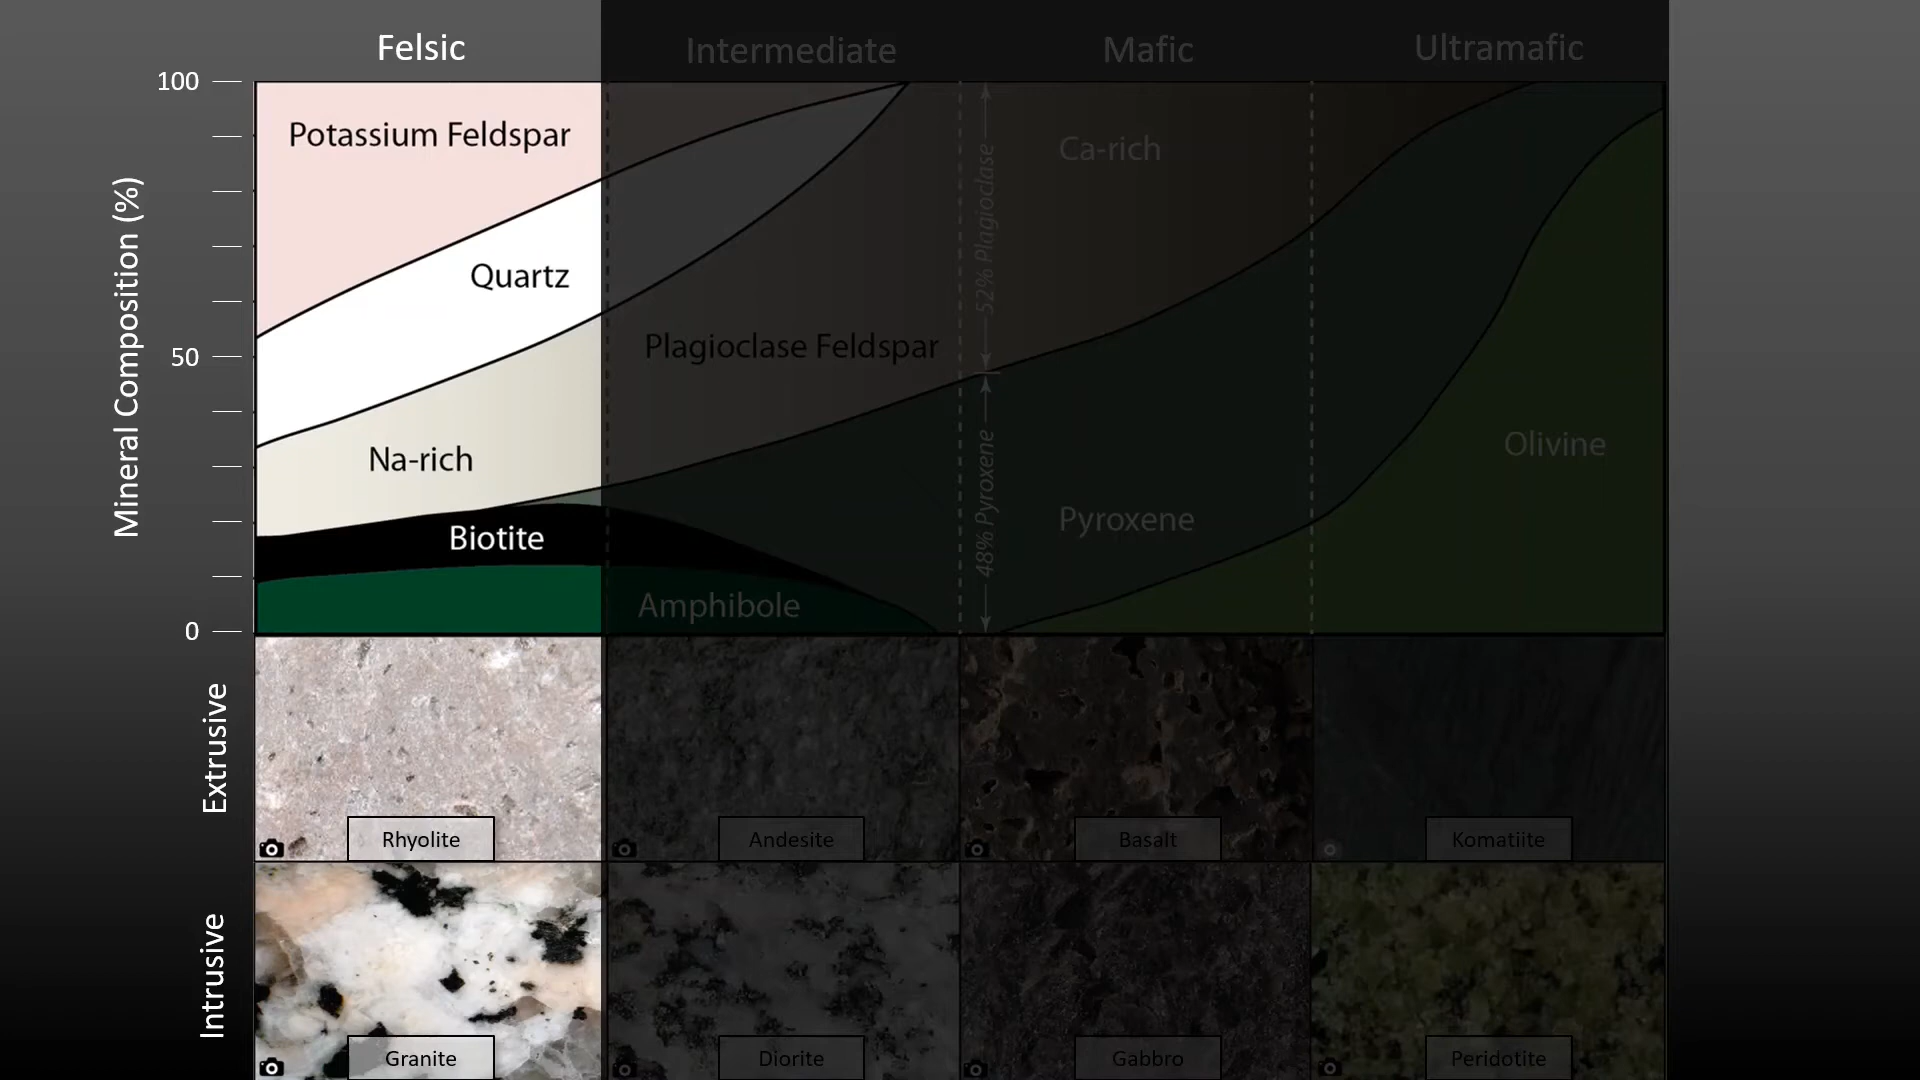 Felsic
Intermediate
Mafic
Ultramafic
Mineral Composition (%)
100
50
0
Potassium Feldspar
Quartz
Plagioclase Feldspar
Na-rich
Ca-rich
Biotite
Amphibole
Pyroxene
Olivine
52% Plagioclase
48% Pyroxene
Extrusive
Rhyolite
Andesite
Basalt
Komatiite
Intrusive
Granite
Diorite
Gabbro
Peridotite